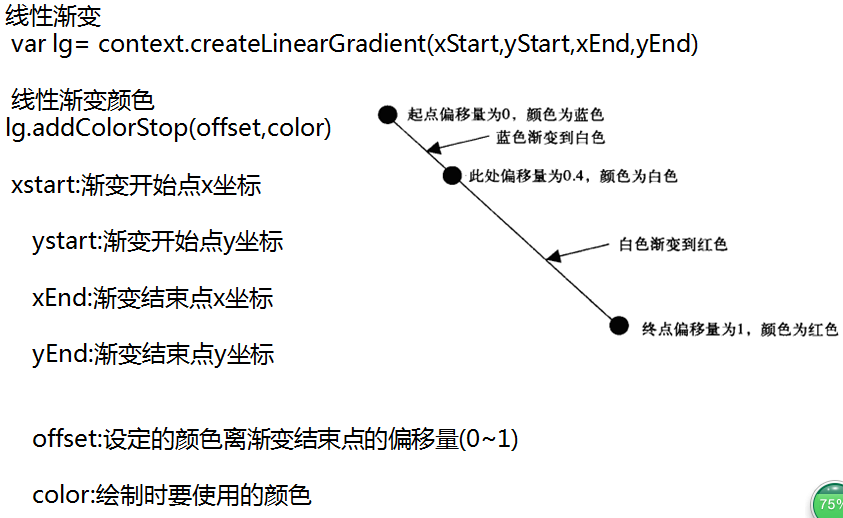 线性渐变
var lg= context.createLinearGradient(xStart,yStart,xEnd,yEnd)
线性渐变颜色
lg.addColorStop(offset,color)
xstart:渐变开始点x坐标
ystart:渐变开始点y坐标
xEnd:渐变结束点x坐标
yEnd:渐变结束点y坐标
offset:设定的颜色离渐变结束点的偏移量(0~1)
color:绘制时要使用的颜色
起点偏移量为0，颜色为蓝色
蓝色渐变到白色
此处偏移量为0.4，颜色为白色
白色渐变到红色
终点偏移量为1，颜色为红色
75%